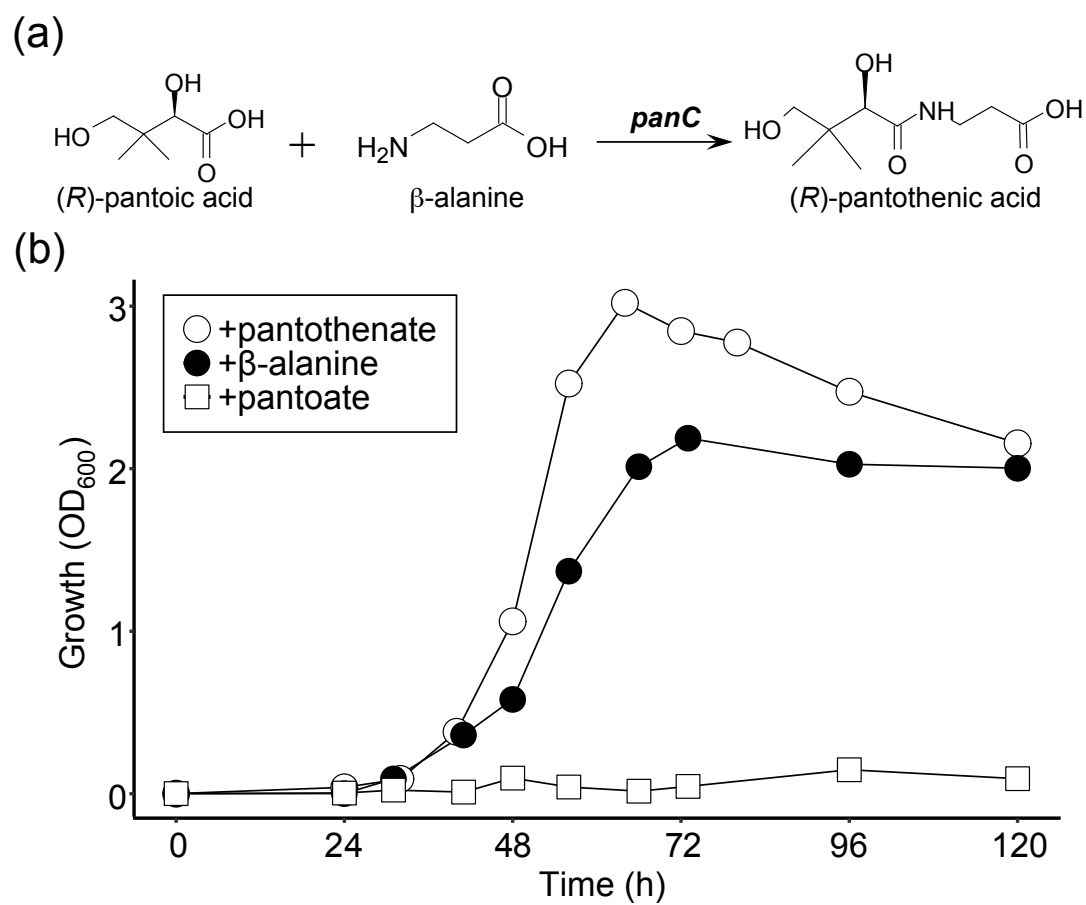 (a)
OH
HO
OH
O
(R)-pantoic acid
+
O
H2N
OH
β-alanine
panC
OH
HO
NH
O
OH
O
(R)-pantothenic acid
(b)
+pantothenate
+β-alanine
+pantoate
Growth (OD600)
3
2
1
0
0 24 48 72 96 120
Time (h)